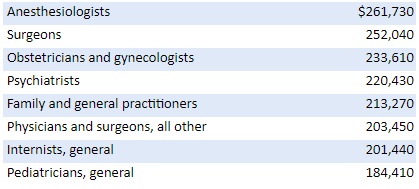 Anesthesiologists $261,730
Surgeons 252,040
Obstetricians and gynecologists 233,610
Psychiatrists 220,430
Family and general practitioners 213,270
Physicians and surgeons, all other 203,450
Internists, general 201,440
Pediatricians, general 184,410